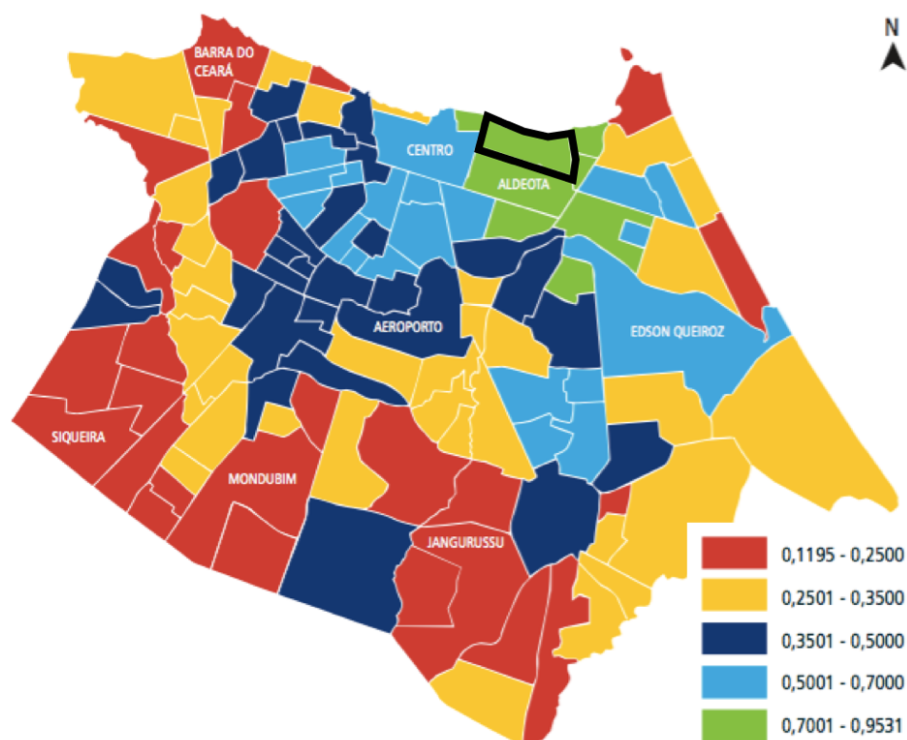 N
BARRA DO
CEARÁ
CENTRO
ALDEOTA
AEROPORTO
EDSON QUEIROZ
SIQUEIRA
MONDUBIM
JANGURUSSU
0,1195 - 0,2500
0,2501 - 0,3500
0,3501 - 0,5000
0,5001 - 0,7000
0,7001 - 0,9531